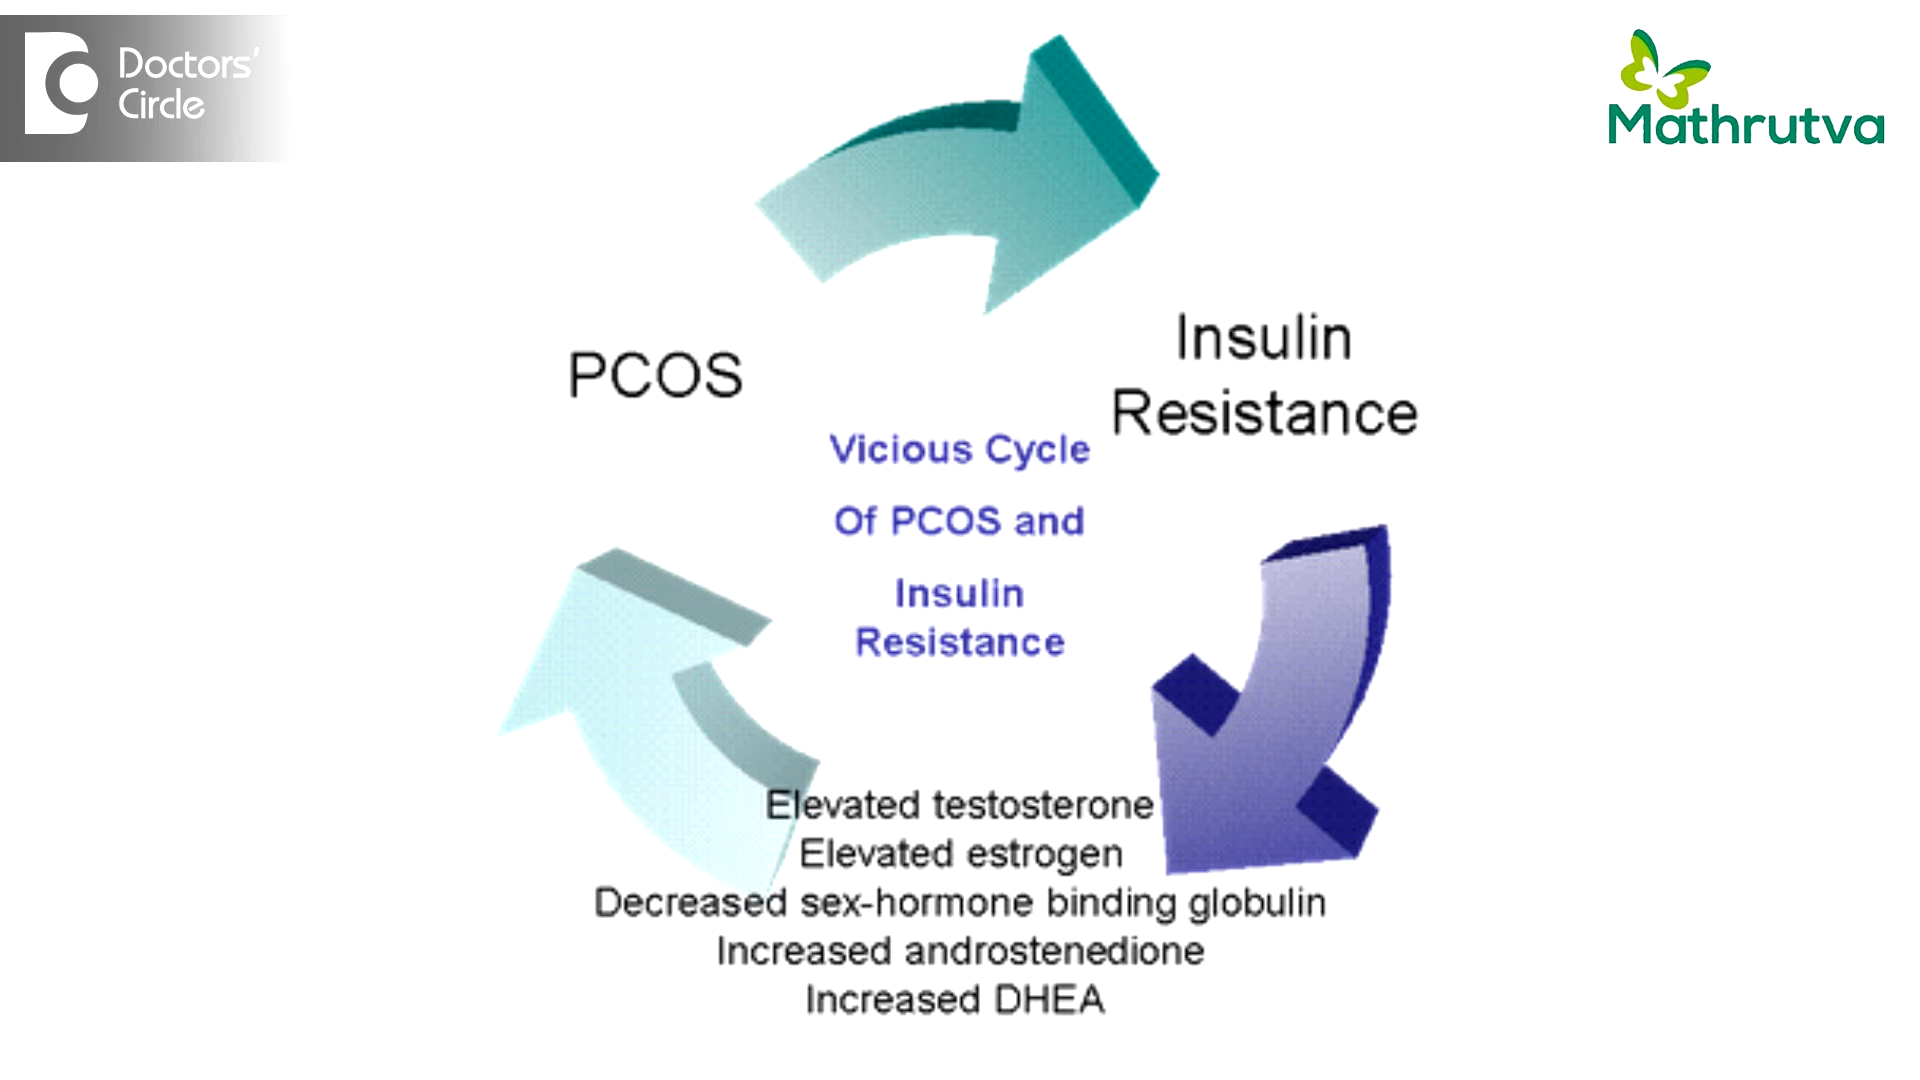 Doctors'
Circle
Mathrutva
PCOS
Insulin
Resistance
Vicious Cycle
Of PCOS and
Insulin
Resistance
Elevated testosterone
Elevated estrogen
Decreased sex-hormone binding globulin
Increased androstenedione
Increased DHEA